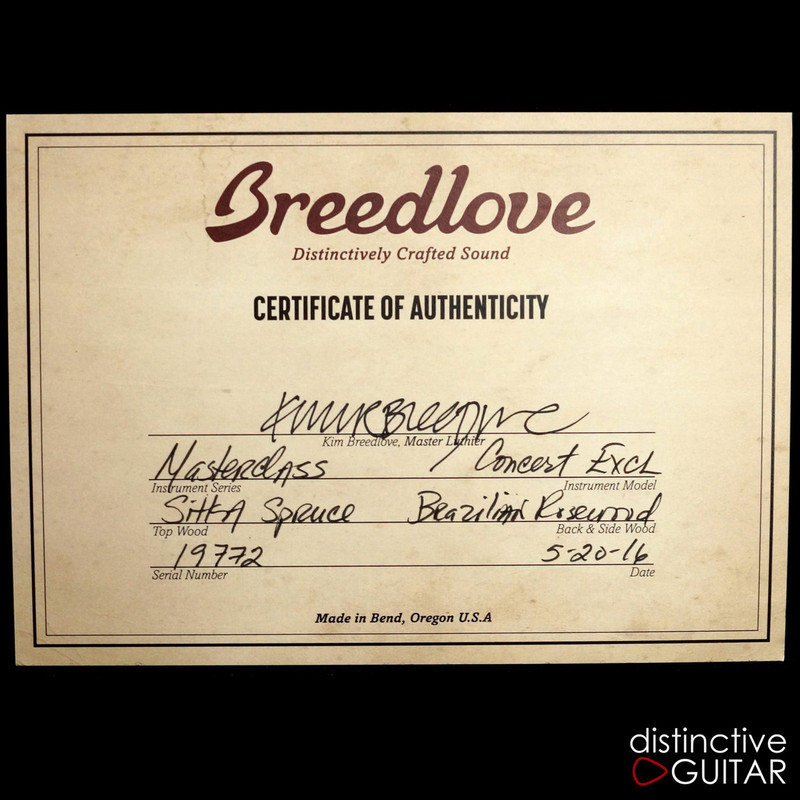 Breedlove
Distinctively Crafted Sound
CERTIFICATE OF AUTHENTICITY
Kim Breedlove
Kim Breedlove, Master Luthier
Masterclass Concert Excl
Instrument Series Instrument Model
Sitka Spruce Brazilian Rosewood
Top Wood Back & Side Wood
19772 5-20-16
Serial Number Date
Made in Bend, Oregon U.S.A
distinctive
GUITAR